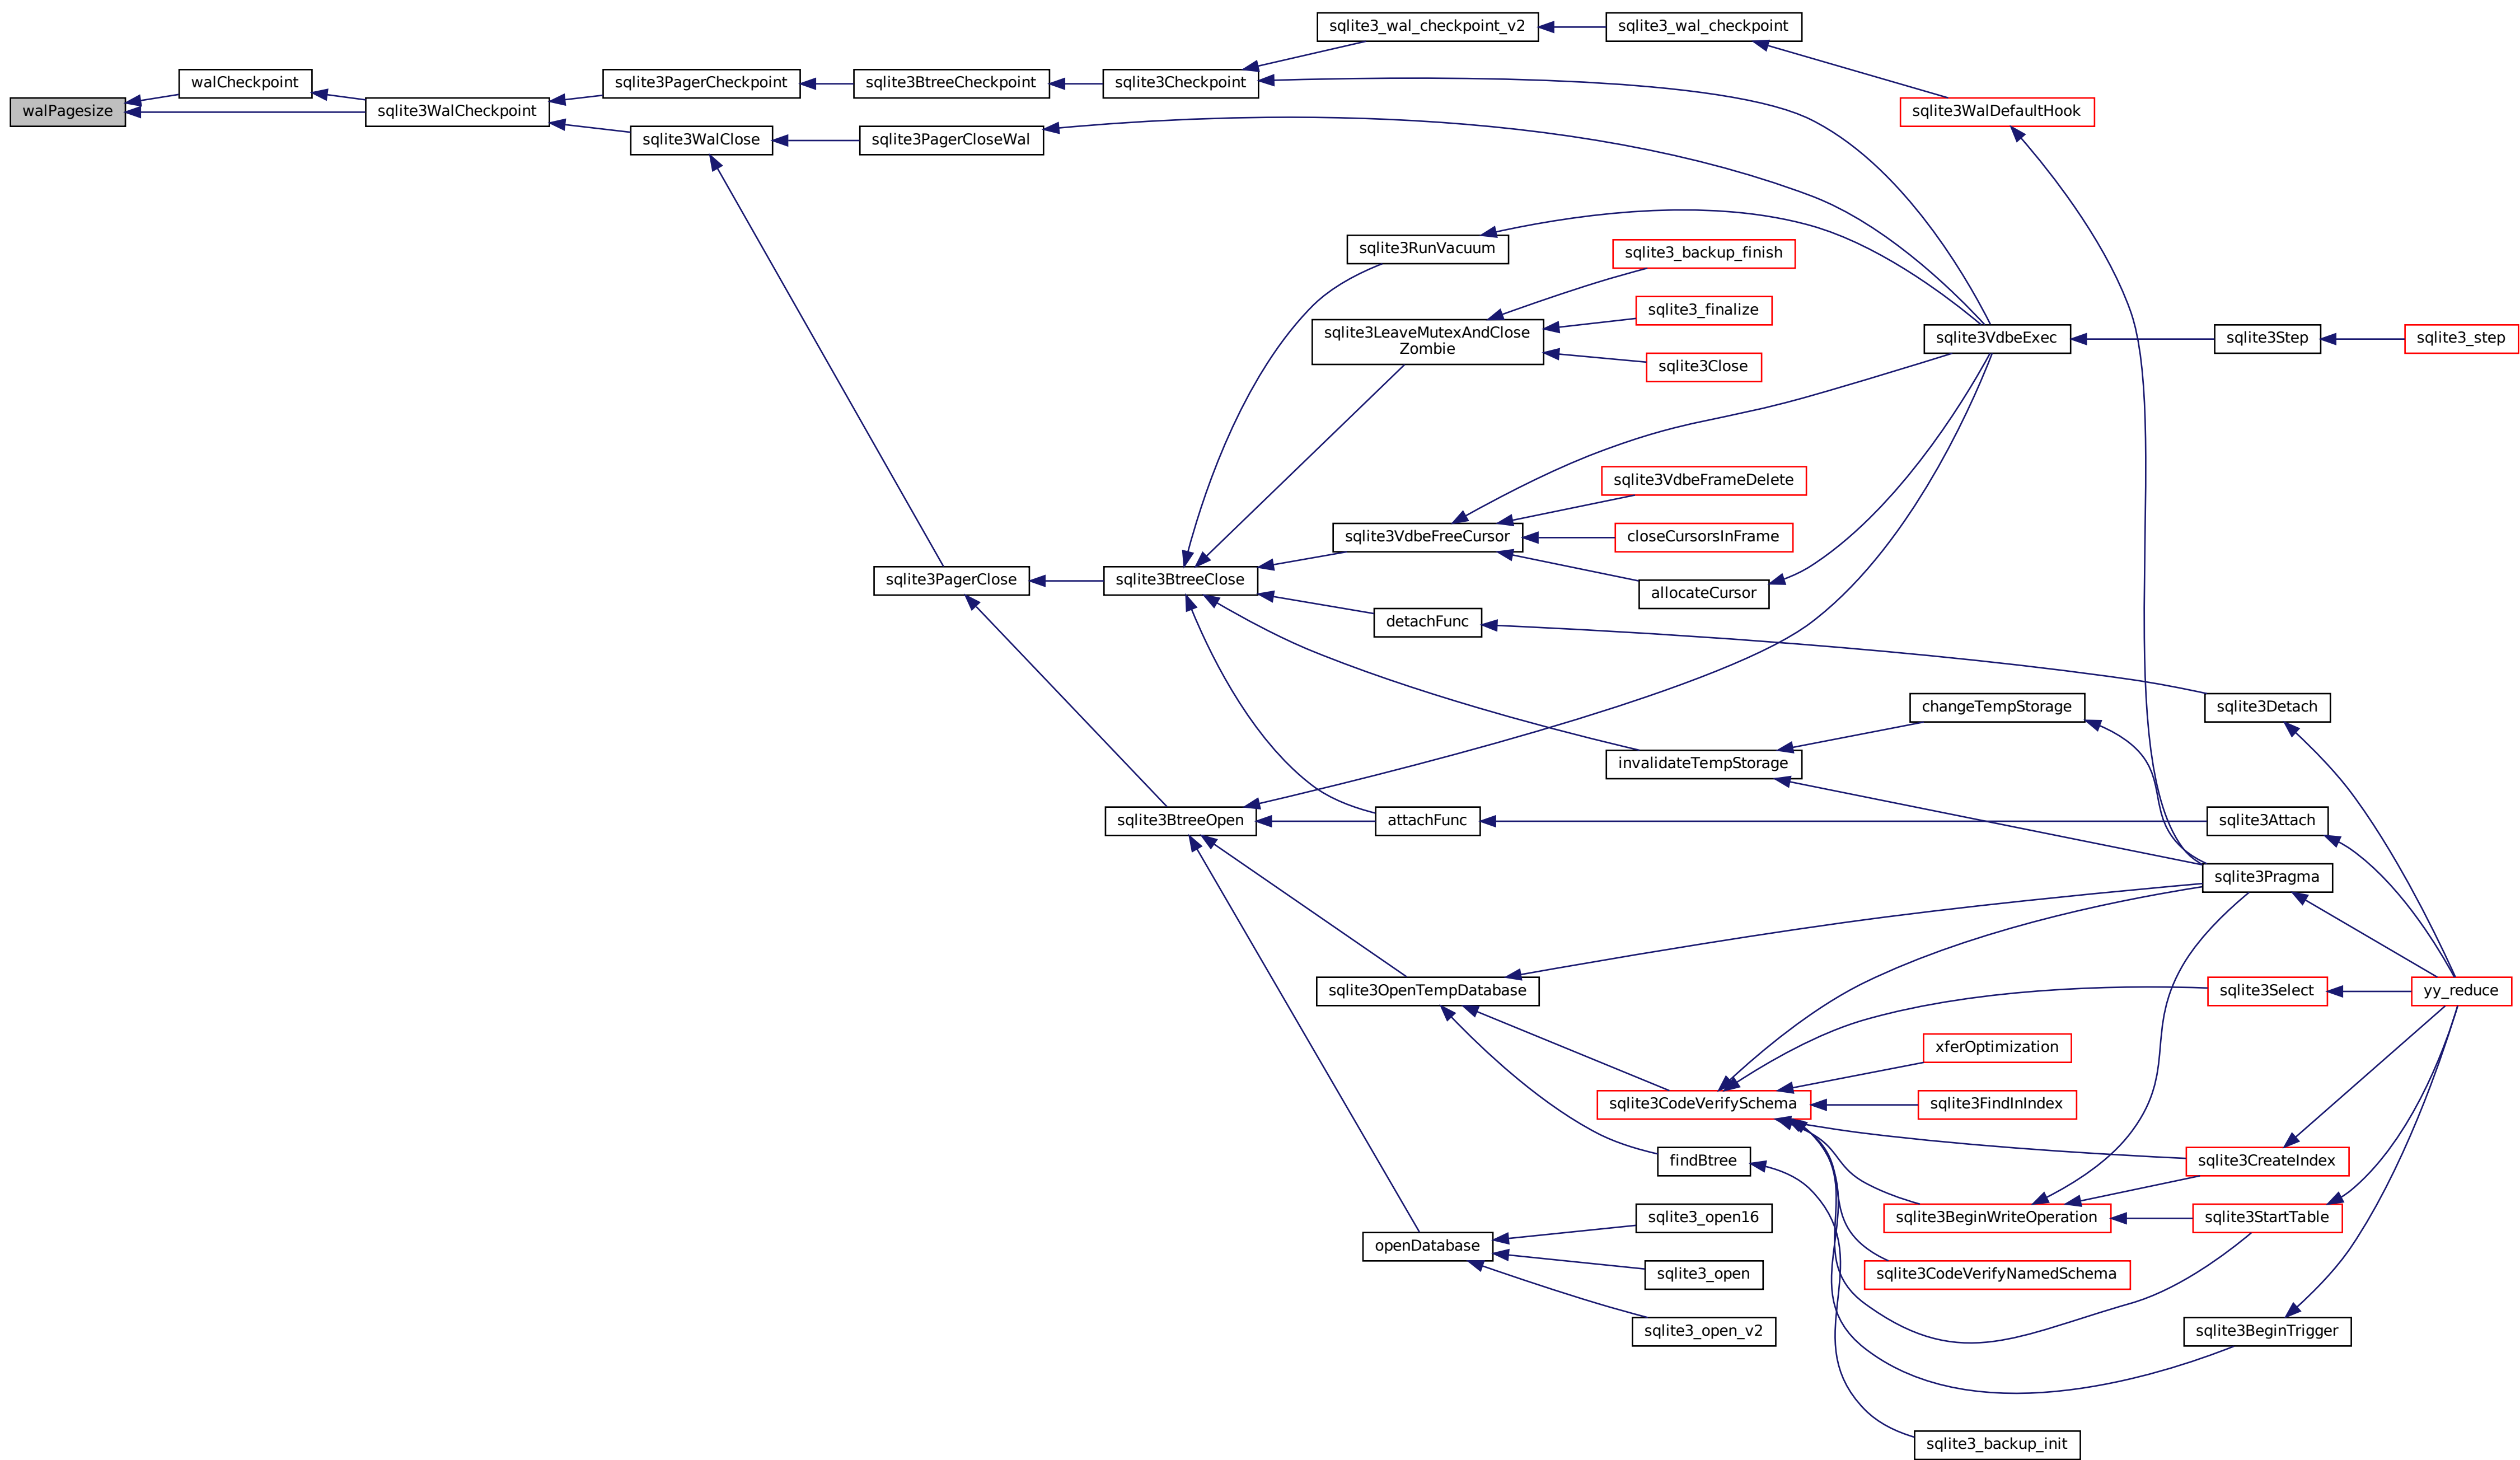 sqlite3_wal_checkpoint_v2
sqlite3_wal_checkpoint
walCheckpoint
sqlite3PagerCheckpoint
sqlite3BtreeCheckpoint
sqlite3Checkpoint
walPagesize
sqlite3WalCheckpoint
sqlite3WalDefaultHook
sqlite3WalClose
sqlite3PagerCloseWal
sqlite3RunVacuum
sqlite3_backup_finish
sqlite3_finalize
sqlite3LeaveMutexAndClose
Zombie
sqlite3VdbeExec
sqlite3Step
sqlite3_step
sqlite3Close
sqlite3VdbeFrameDelete
sqlite3VdbeFreeCursor
closeCursorsInFrame
sqlite3PagerClose
sqlite3BtreeClose
allocateCursor
detachFunc
changeTempStorage
sqlite3Detach
invalidateTempStorage
sqlite3BtreeOpen
attachFunc
sqlite3Attach
sqlite3Pragma
sqlite3OpenTempDatabase
sqlite3Select
yy_reduce
xferOptimization
sqlite3CodeVerifySchema
sqlite3FindInIndex
findBtree
sqlite3CreateIndex
sqlite3_open16
sqlite3BeginWriteOperation
sqlite3StartTable
openDatabase
sqlite3_open
sqlite3CodeVerifyNamedSchema
sqlite3_open_v2
sqlite3BeginTrigger
sqlite3_backup_init